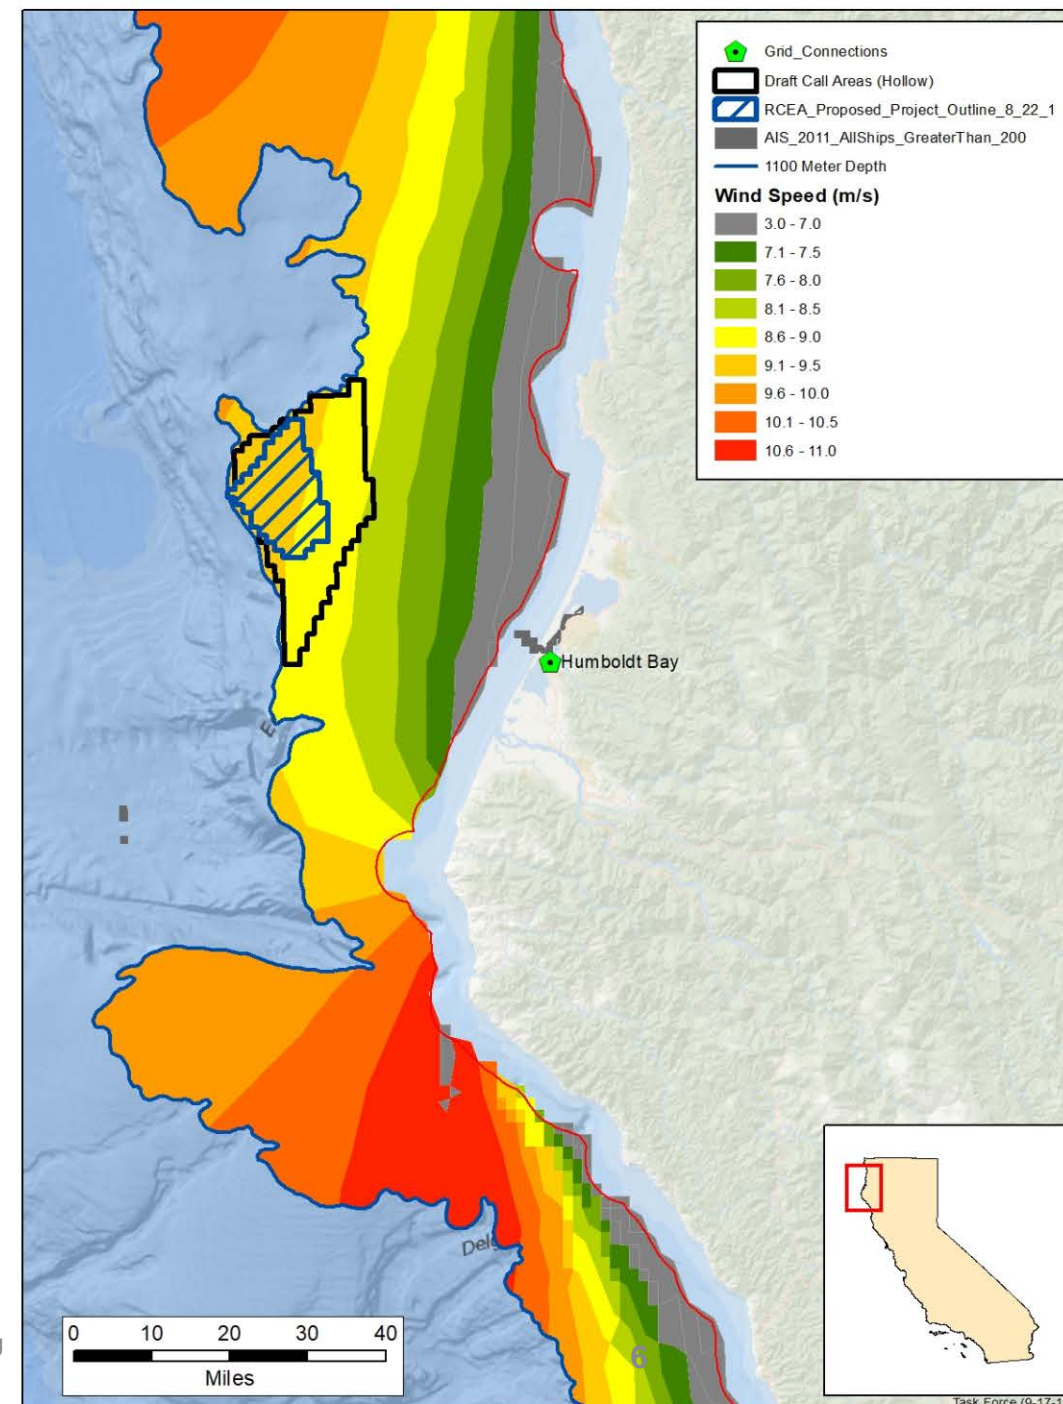 Grid_Connections
Draft Call Areas (Hollow)
RCEA_Proposed_Project_Outline_8_22_1
AIS_2011_AllShips_GreaterThan_200
1100 Meter Depth
Wind Speed (m/s)
3.0 - 7.0
7.1 - 7.5
7.6 - 8.0
8.1 - 8.5
8.6 - 9.0
9.1 - 9.5
9.6 - 10.0
10.1 - 10.5
10.6 - 11.0
Humboldt Bay
E
6
0 10 20 30 40
Miles